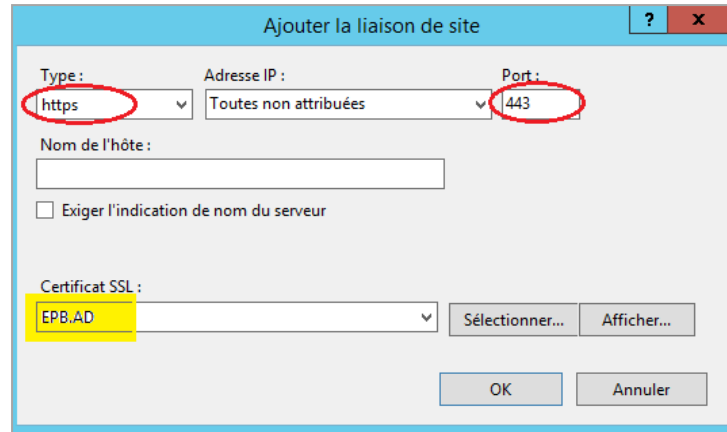 Ajouter la liaison de site
? x
Type : Adresse IP : Port :
https Toutes non attribuées 443
Nom de l'hôte :
Exiger l'indication de nom du serveur
Certificat SSL :
EPB.AD Sélectionner... Afficher...
OK Annuler